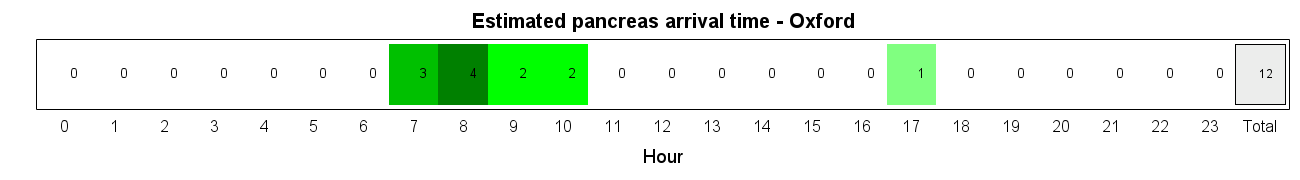 Estimated pancreas arrival time - Oxford
0 0 0 0 0 0 0 3 4 2 2 0 0 0 0 0 0 1 0 0 0 0 0 0 12
0 1 2 3 4 5 6 7 8 9 10 11 12 13 14 15 16 17 18 19 20 21 22 23 Total
Hour